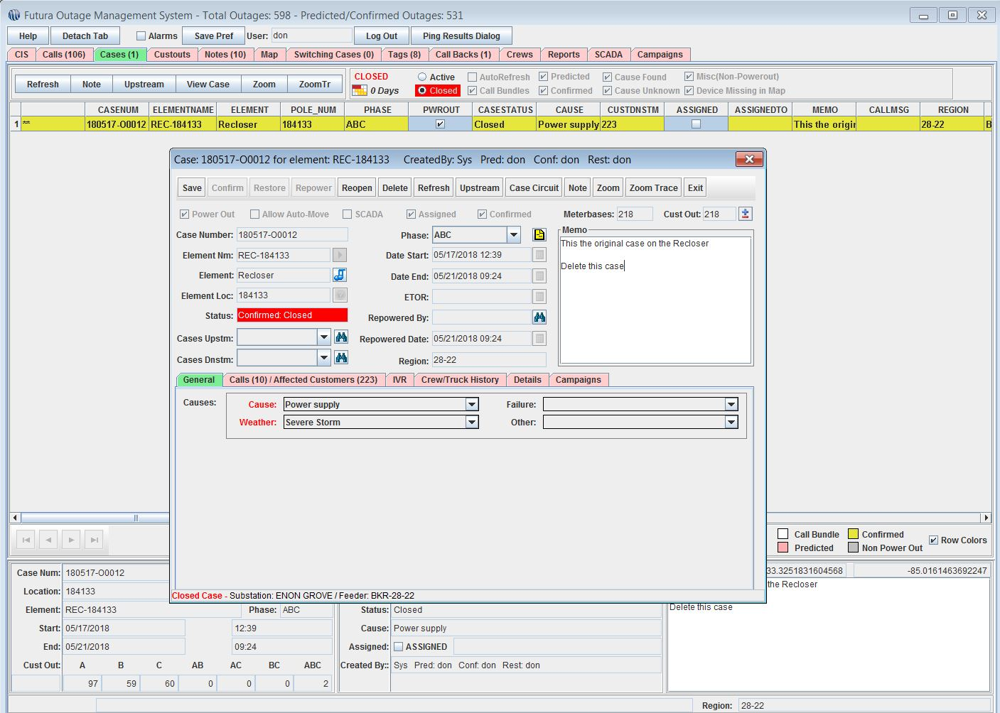 Futura Outage Management System - Total Outages: 598 - Predicted/Confirmed Outages: 531
Help Detach Tab Alarms Save Pref User: don Log Out Ping Results Dialog
CIS Calls (106) Cases (1) Custouts Notes (10) Map Switching Cases (0) Tags (8) Call Backs (1) Crews Reports SCADA Campaigns
Refresh Note Upstream View Case Zoom ZoomTr
CLOSED Active AutoRefresh Predicted Cause Found Misc(Non-Powerout)
0 Days Closed Call Bundles Confirmed Cause Unknown Device Missing in Map
CASENUM ELEMENTNAME ELEMENT POLE_NUM PHASE PWROUT CASESTATUS CAUSE CUSTDNSTM ASSIGNED ASSIGNEDTO MEMO CALLMSG REGION
1 ** 180517-O0012 REC-184133 Recloser 184133 ABC Closed Power supply 223 This the origin 28-22 B
Case: 180517-O0012 for element: REC-184133 CreatedBy: Sys Pred: don Conf: don Rest: don
Save Confirm Restore Repower Reopen Delete Refresh Upstream Case Circuit Note Zoom Zoom Trace Exit
Power Out Allow Auto-Move SCADA Assigned Confirmed Meterbases: 218 Cust Out: 218
Case Number: 180517-O0012 Phase: ABC Memo
Element Nm: REC-184133 Date Start: 05/17/2018 12:39 This the original case on the Recloser
Element: Recloser Date End: 05/21/2018 09:24 Delete this case
Element Loc: 184133 ETOR:
Status: Confirmed: Closed Repowered By:
Cases Upstm: Repowered Date: 05/21/2018 09:24
Cases Dnstm: Region: 28-22
General Calls (10) / Affected Customers (223) IVR Crew/Truck History Details Campaigns
Causes: Cause: Power supply Failure:
Weather: Severe Storm Other:
Closed Case - Substation: ENON GROVE / Feeder: BKR-28-22
Call Bundle Confirmed Row Colors
Predicted Non Power Out
Case Num: 180517-O0012 33.3251831604568 -85.0161463692247
Location: 184133 the Recloser
Element: REC-184133 Phase: ABC Status: Closed Delete this case
Start: 05/17/2018 12:39 Cause: Power supply
End: 05/21/2018 09:24 Assigned: ASSIGNED
Cust Out: A B C AB AC BC ABC Created By:: Sys Pred: don Conf: don Rest: don
97 59 60 0 0 0 2
Region: 28-22